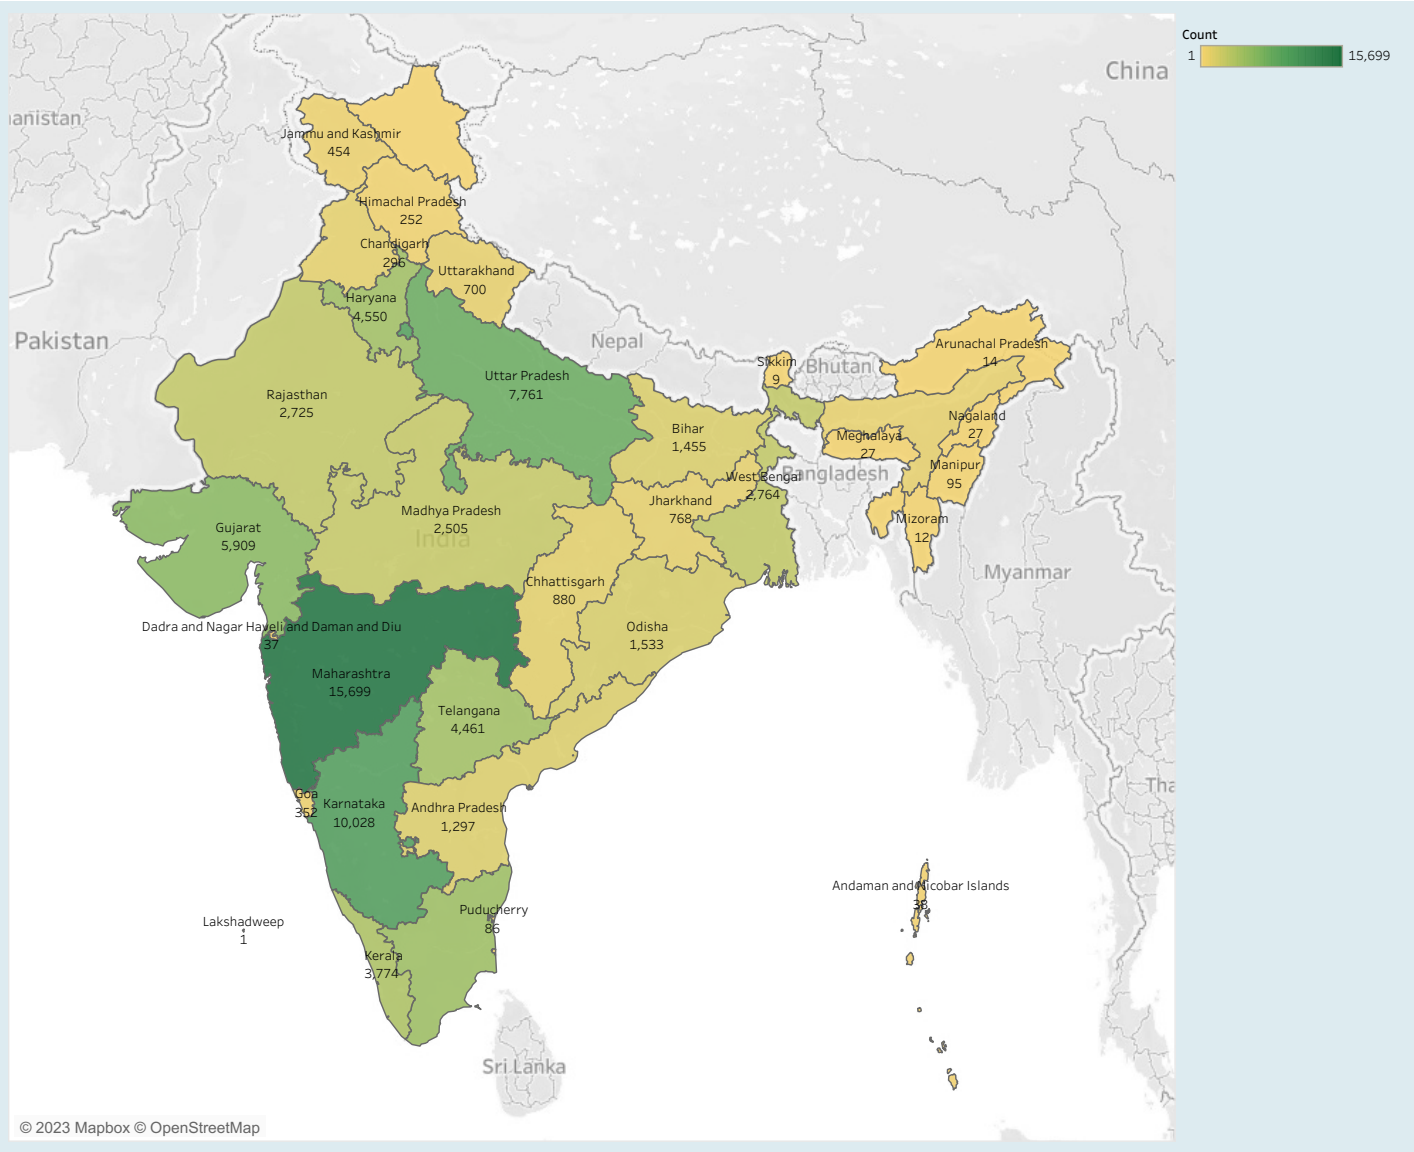 Count
1
15,699
China
hanistan
Jammu and Kashmir
454
Himachal Pradesh
252
Chandigarh
296
Uttarakhand
700
Haryana
4,550
Pakistan
Nepal
Sikkim
9
Bhutan
Arunachal Pradesh
14
Rajasthan
2,725
Uttar Pradesh
7,761
Bihar
1,455
Nagaland
27
Meghalaya
27
Manipur
95
Bangladesh
West Bengal
2,764
Jharkhand
768
Mizoram
12
Madhya Pradesh
2,505
India
Gujarat
5,909
Myanmar
Chhattisgarh
880
Dadra and Nagar Haveli and Daman and Diu
37
Odisha
1,533
Maharashtra
15,699
Telangana
4,461
Tha
Goa
352
Karnataka
10,028
Andhra Pradesh
1,297
Andaman and Nicobar Islands
38
Puducherry
86
Lakshadweep
1
Kerala
3,774
Sri Lanka
© 2023 Mapbox © OpenStreetMap